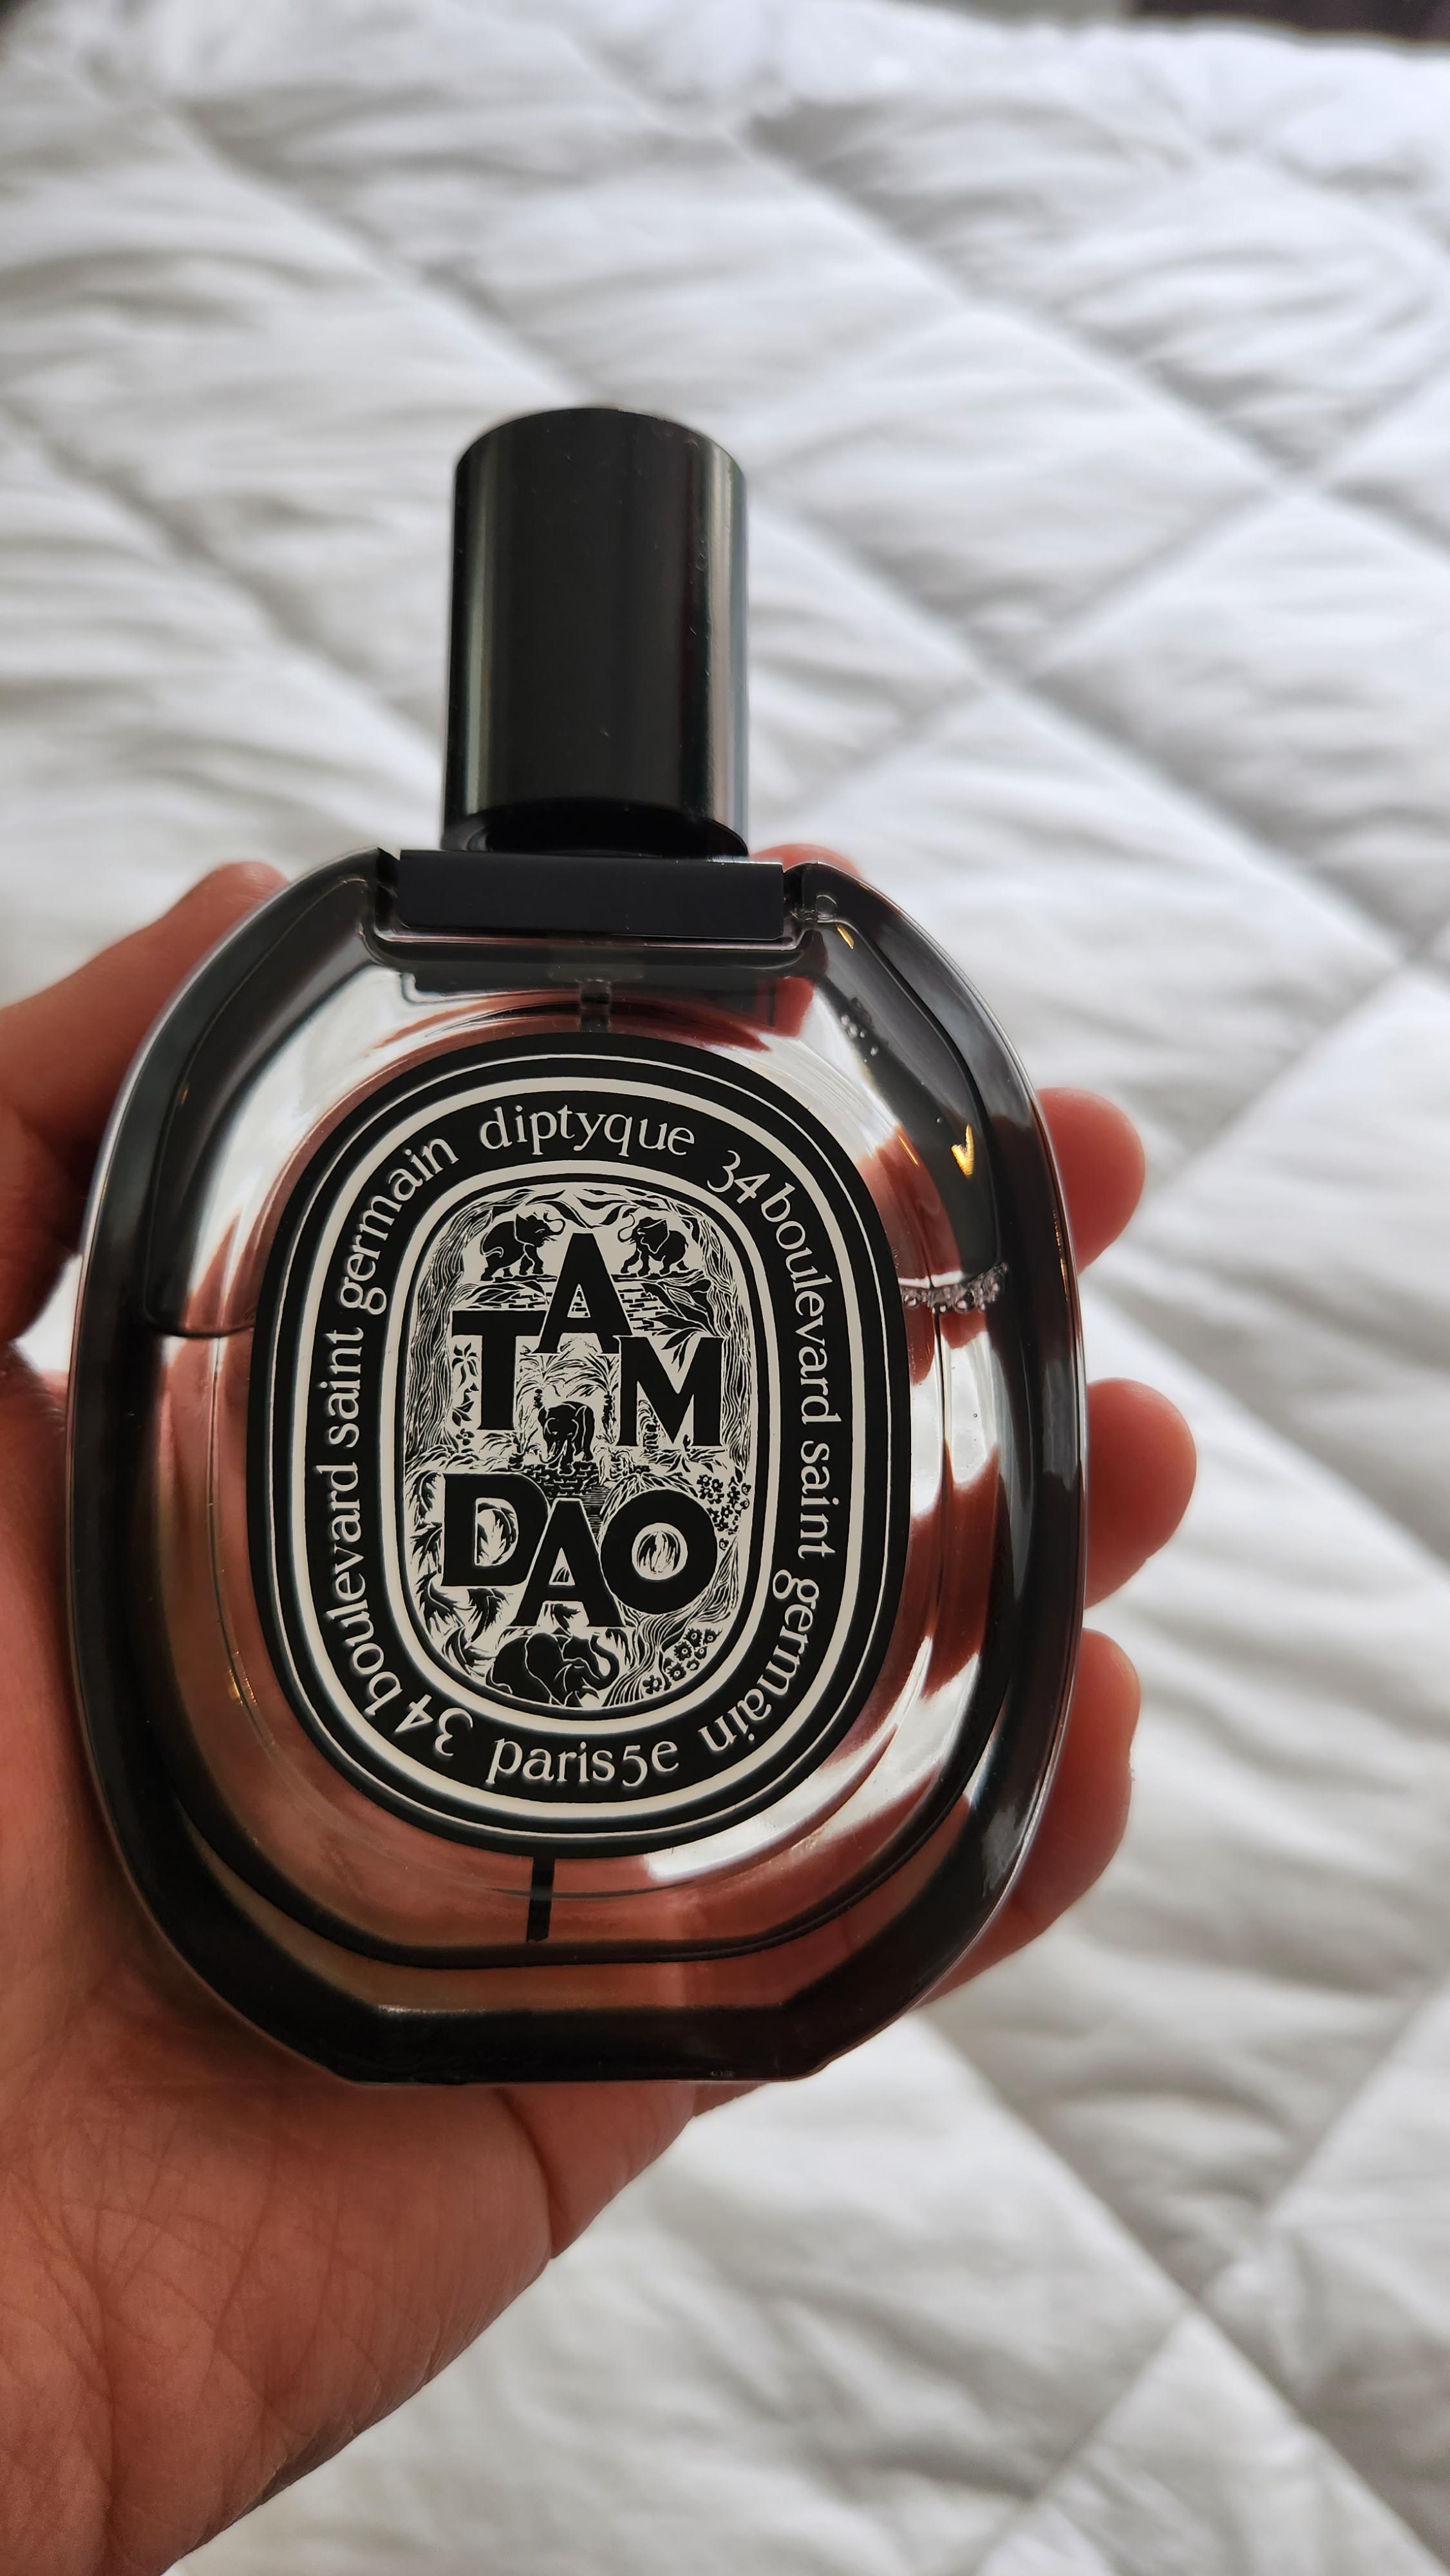 diptyque
34 boulevard saint germain
paris5e
34 boulevard saint germain
TAM
DAO